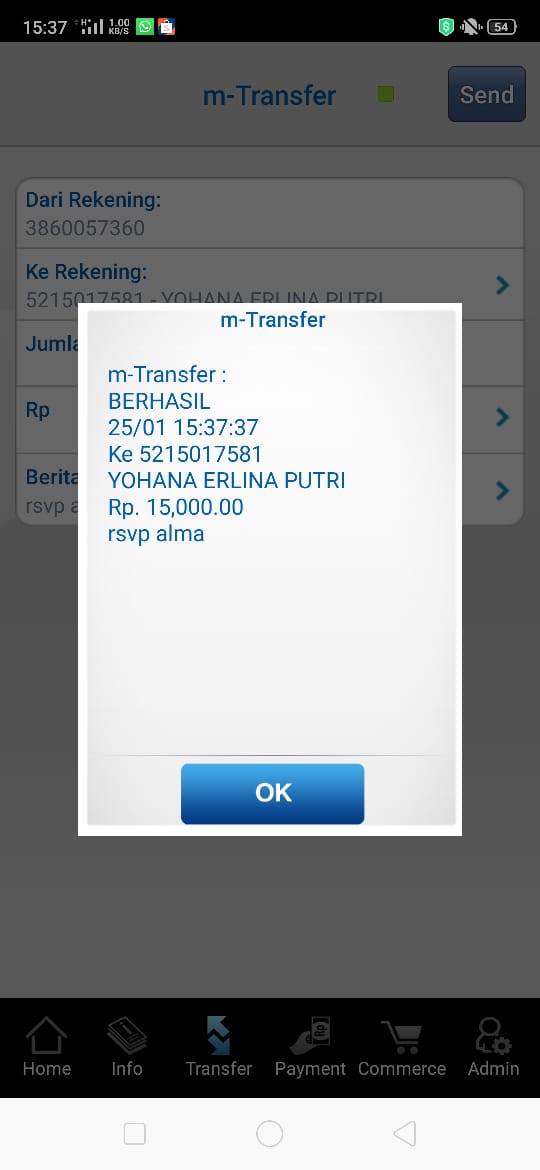 15:37
1.00
KB/S
54
m-Transfer
Send
Dari Rekening:
3860057360
Ke Rekening:
5215017581 - YOHANA ERLINA PUTRI
Rp
m-Transfer
m-Transfer :
BERHASIL
25/01 15:37:37
Ke 5215017581
YOHANA ERLINA PUTRI
Rp. 15,000.00
rsvp alma
rsvp
OK
Home
Info
Transfer
Rp
Payment
Commerce
Admin